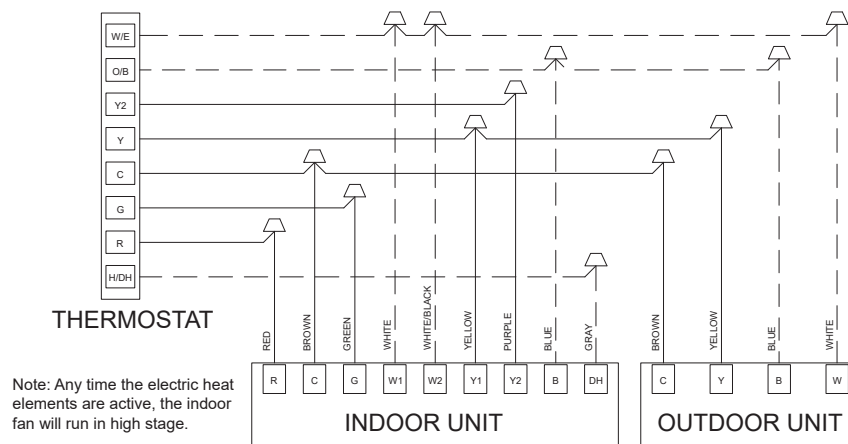 W/E
O/B
Y2
Y
C
G
R
H/DH
THERMOSTAT
RED
BROWN
GREEN
WHITE
WHITE/BLACK
YELLOW
PURPLE
BLUE
GRAY
BROWN
YELLOW
BLUE
WHITE
R
C
G
W1
W2
Y1
Y2
B
DH
C
Y
B
W
Note: Any time the electric heat
elements are active, the indoor
fan will run in high stage.
INDOOR UNIT
OUTDOOR UNIT